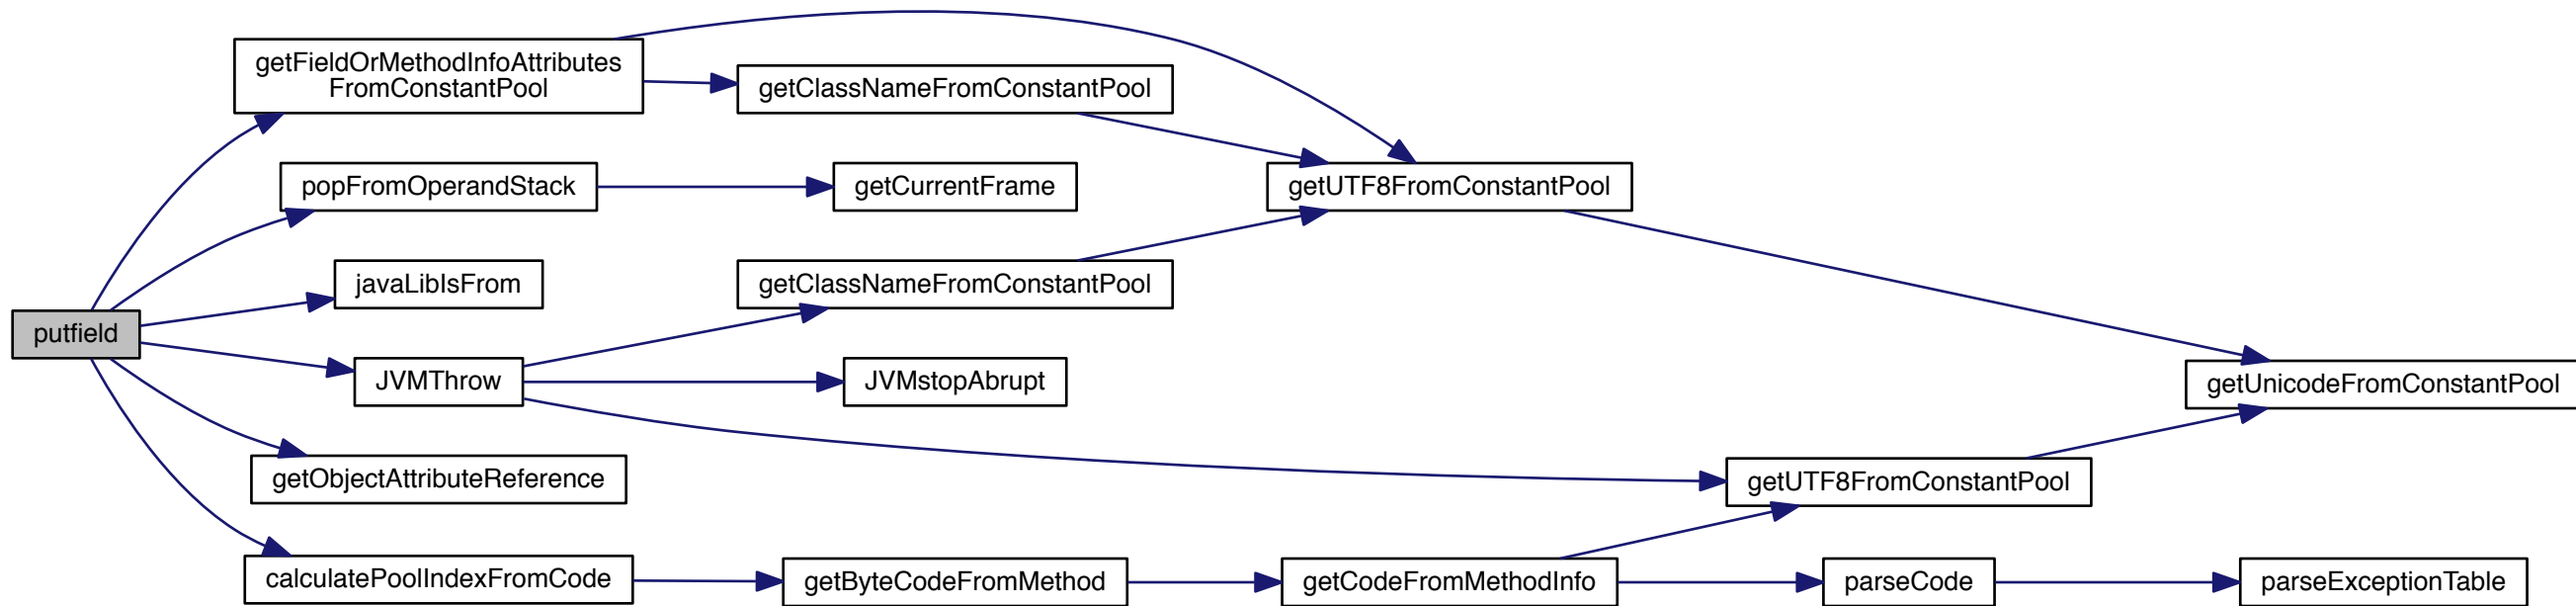 getFieldOrMethodInfoAttributes
FromConstantPool
getClassNameFromConstantPool
popFromOperandStack
getCurrentFrame
getUTF8FromConstantPool
javaLibIsFrom
getClassNameFromConstantPool
putfield
JVMThrow
JVMstopAbrupt
getUnicodeFromConstantPool
getObjectAttributeReference
getUTF8FromConstantPool
calculatePoolIndexFromCode
getByteCodeFromMethod
getCodeFromMethodInfo
parseCode
parseExceptionTable